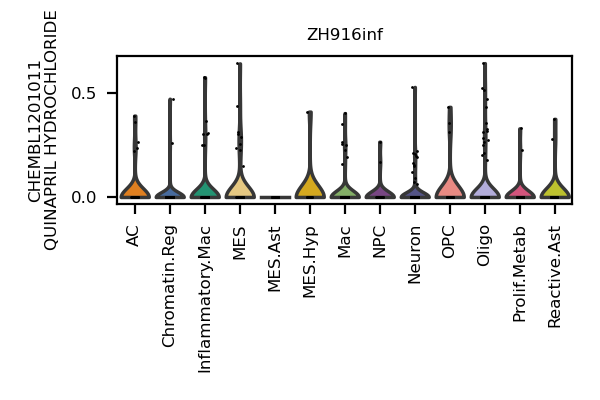 ZH916inf
CHEMBL1201011
QUINAPRIL HYDROCHLORIDE
0.5
0.0
AC
Chromatin.Reg
Inflammatory.Mac
MES
MES.Ast
MES.Hyp
Mac
NPC
Neuron
OPC
Oligo
Prolif.Metab
Reactive.Ast